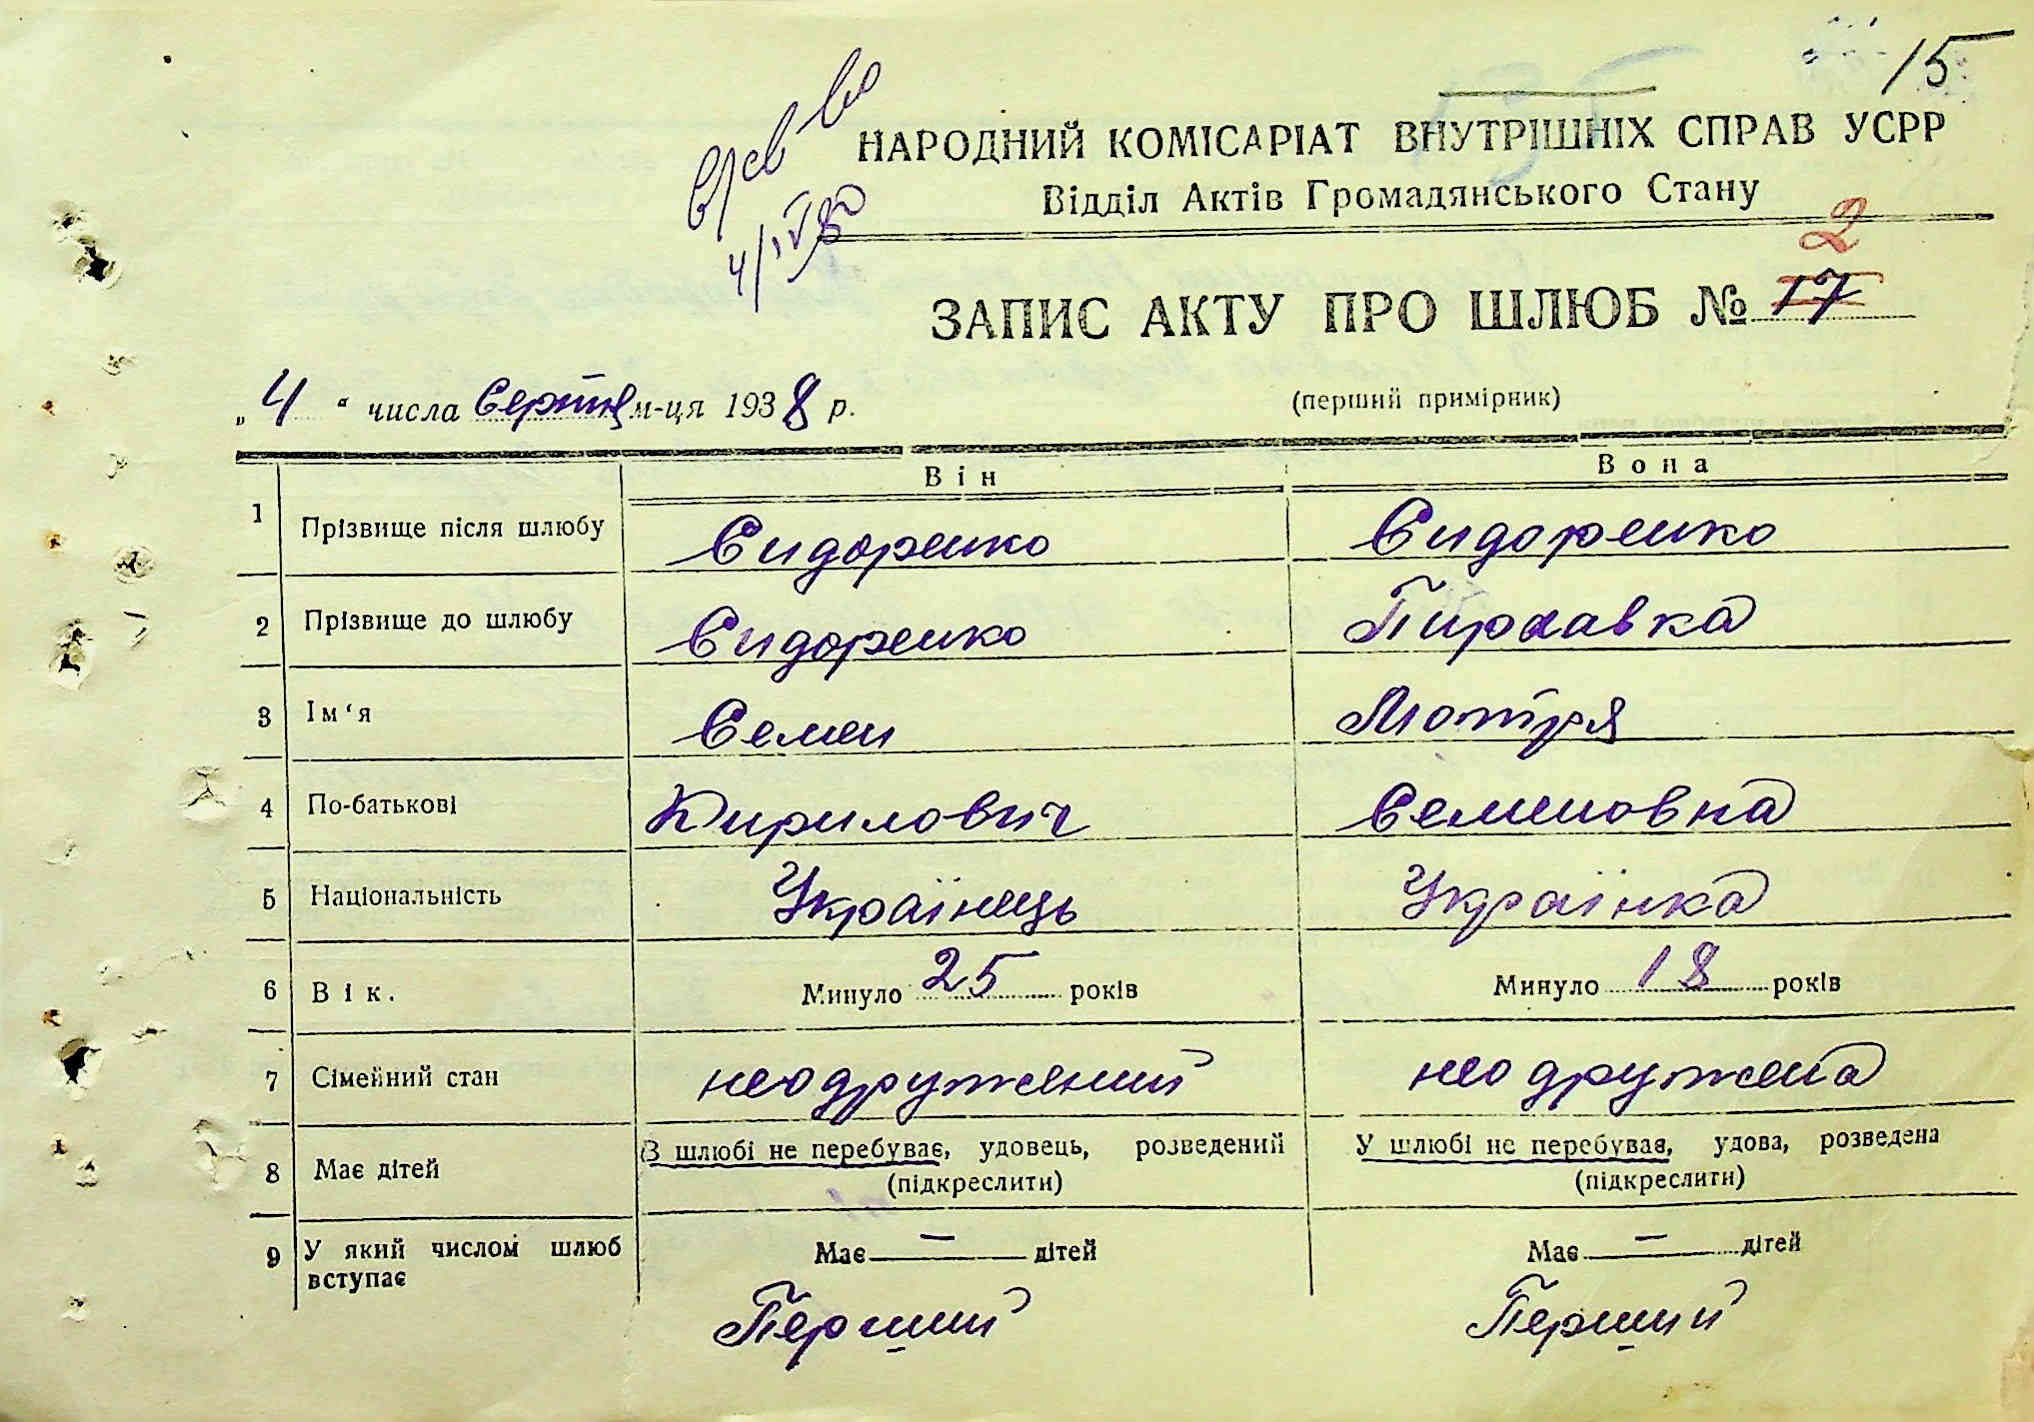 15
НАРОДНИЙ КОМІСАРІАТ ВНУТРІШНІХ СПРАВ УСРР
Відділ Актів Громадянського Стану
2
ЗАПИС АКТУ ПРО ШЛЮБ № 17
„4“ числа Серпня м-ця 1938 р.
(перший примірник)
Він Вона
1 Прізвище після шлюбу Сидоренко Сидоренко
2 Прізвище до шлюбу Сидоренко
3 Ім‘я Семен Мотря
4 По-батькові Кирилович Семеновна
5 Національність Українець Українка
6 Вік. Минуло 25 років Минуло 18 років
7 Сімейний стан неодружений неодружена
8 Має дітей В шлюбі не перебуває, удовець, розведений У шлюбі не перебуває, удова, розведена
(підкреслити) (підкреслити)
9 У який числом шлюб вступає Має — дітей Має — дітей
Перший Перший